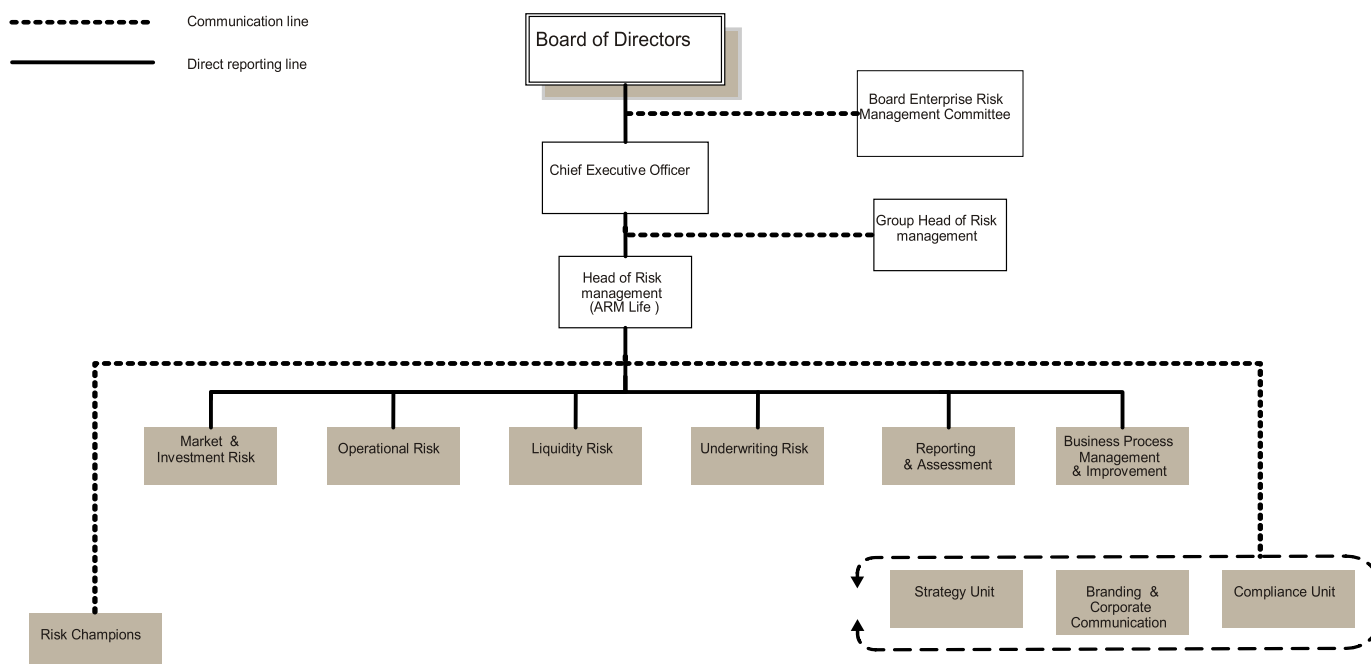 Communication line
Direct reporting line
Board of Directors
Board Enterprise Risk
Management Committee
Chief Executive Officer
Group Head of Risk
management
Head of Risk
management
(ARM Life )
Market & 
Investment Risk
Operational Risk
Liquidity Risk
Underwriting Risk
Reporting
& Assessment
Business Process
Management
& Improvement
Strategy Unit
Branding &
Corporate
Communication
Compliance Unit
Risk Champions